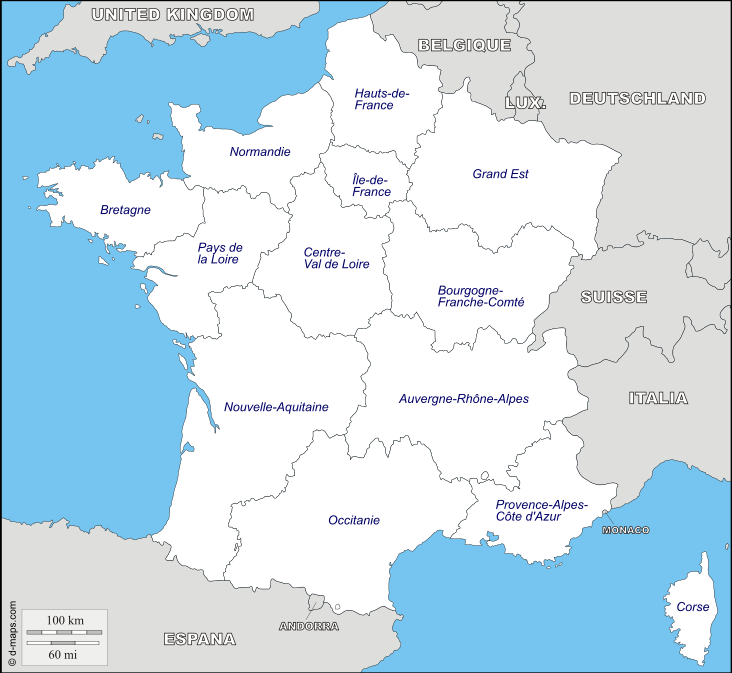 UNITED KINGDOM
BELGIQUE
LUX.
DEUTSCHLAND
Hauts-de-
France
Normandie
Île-de-
France
Grand Est
Bretagne
Pays de
la Loire
Centre-
Val de Loire
Bourgogne-
Franche-Comté
SUISSE
Nouvelle-Aquitaine
Auvergne-Rhône-Alpes
ITALIA
Occitanie
Provence-Alpes-
Côte d'Azur
MONACO
Corse
ANDORRA
ESPANA
100 km
60 mi
© d-maps.com